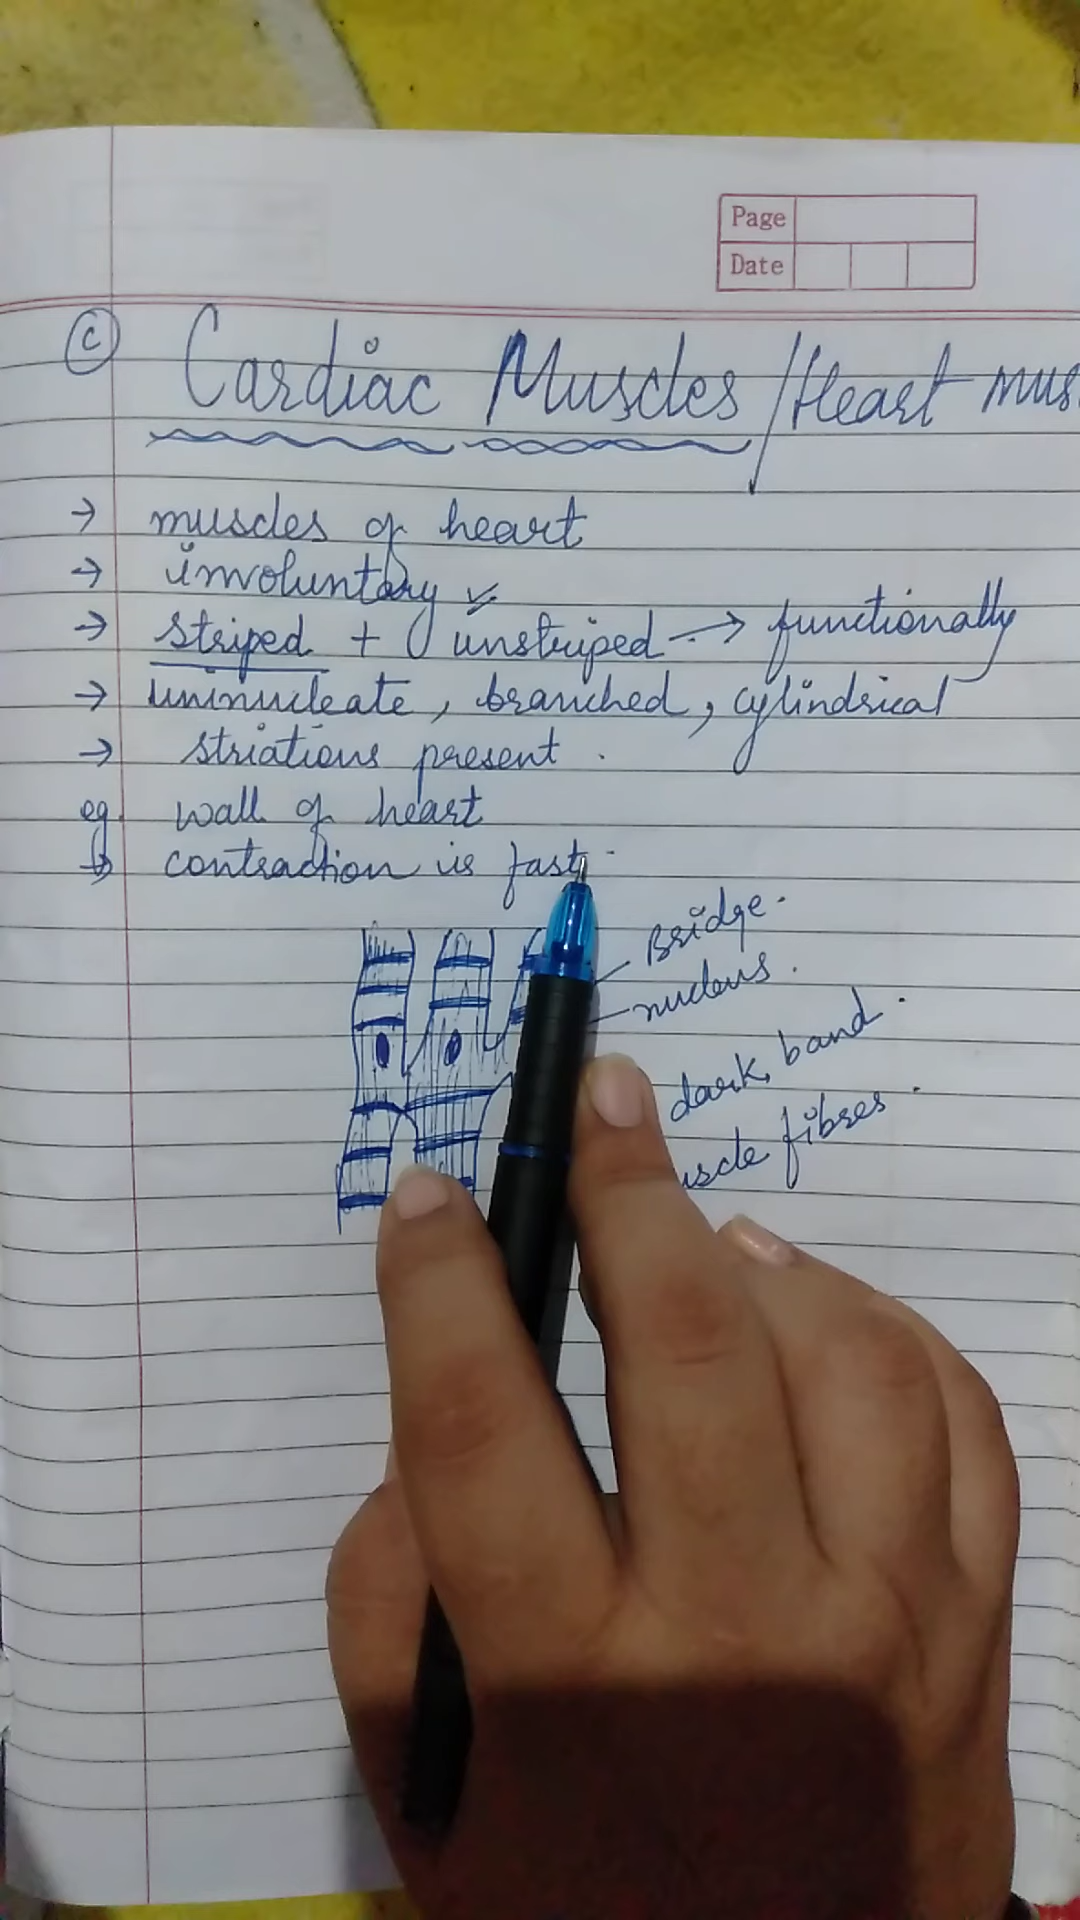 Page
Date
ⓒ Cardiac Muscles / Heart mus
→ muscles of heart
→ involuntary ✓
→ striped + unstriped → functionally
→ uninucleate, branched, cylindrical
→ striations present.
eg. wall of heart
↳ contraction is fast.
Bridge.
nucleus.
dark band.
uscle fibres.